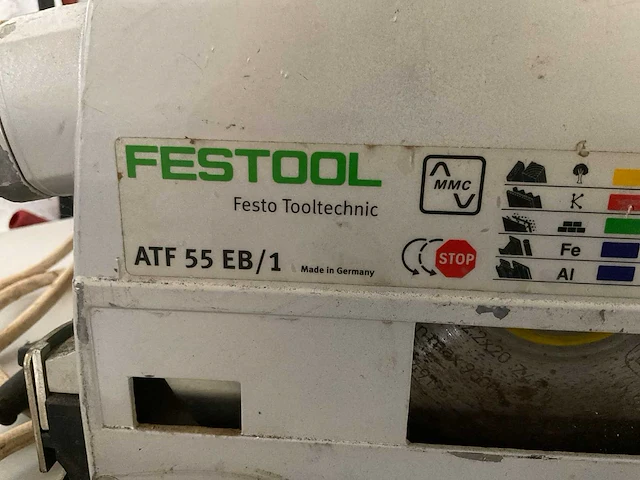 FESTOOL
Festo Tooltechnic
ATF 55 EB/1
Made in Germany
MMC
STOP
K
Fe
Al